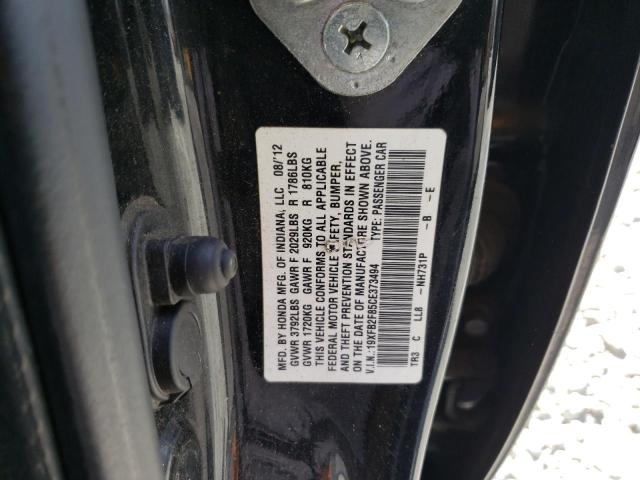 MFD. BY HONDA MFG. OF INDIANA, LLC 08/'12
GVWR 3792LBS GAWR F 2029LBS R 1786LBS
GVWR 1720KG GAWR F 920KG R 810KG
THIS VEHICLE CONFORMS TO ALL APPLICABLE
FEDERAL MOTOR VEHICLE SAFETY, BUMPER,
AND THEFT PREVENTION STANDARDS IN EFFECT
ON THE DATE OF MANUFACTURE SHOWN ABOVE.
V.I.N.:19XFB2F85CE373494 TYPE: PASSENGER CAR
TR3 C LL8 -NH731P -B -E